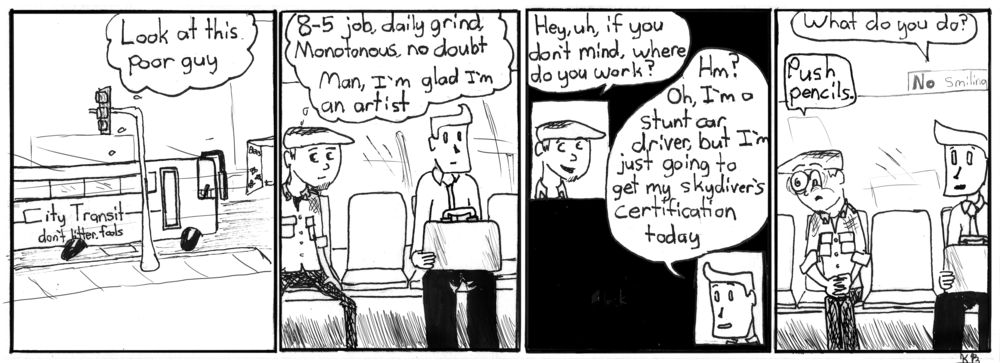 Look at this
poor guy
City Transit
don't litter, fools
8-5 job, daily grind,
Monotonous, no doubt
Man, I'm glad I'm
an artist
Hey, uh, if you
don't mind, where
do you work?
Hm?
Oh, I'm a
stunt car
driver, but I'm
just going to
get my skydiver's
certification
today
What do you do?
No Smiling
Push
pencils.